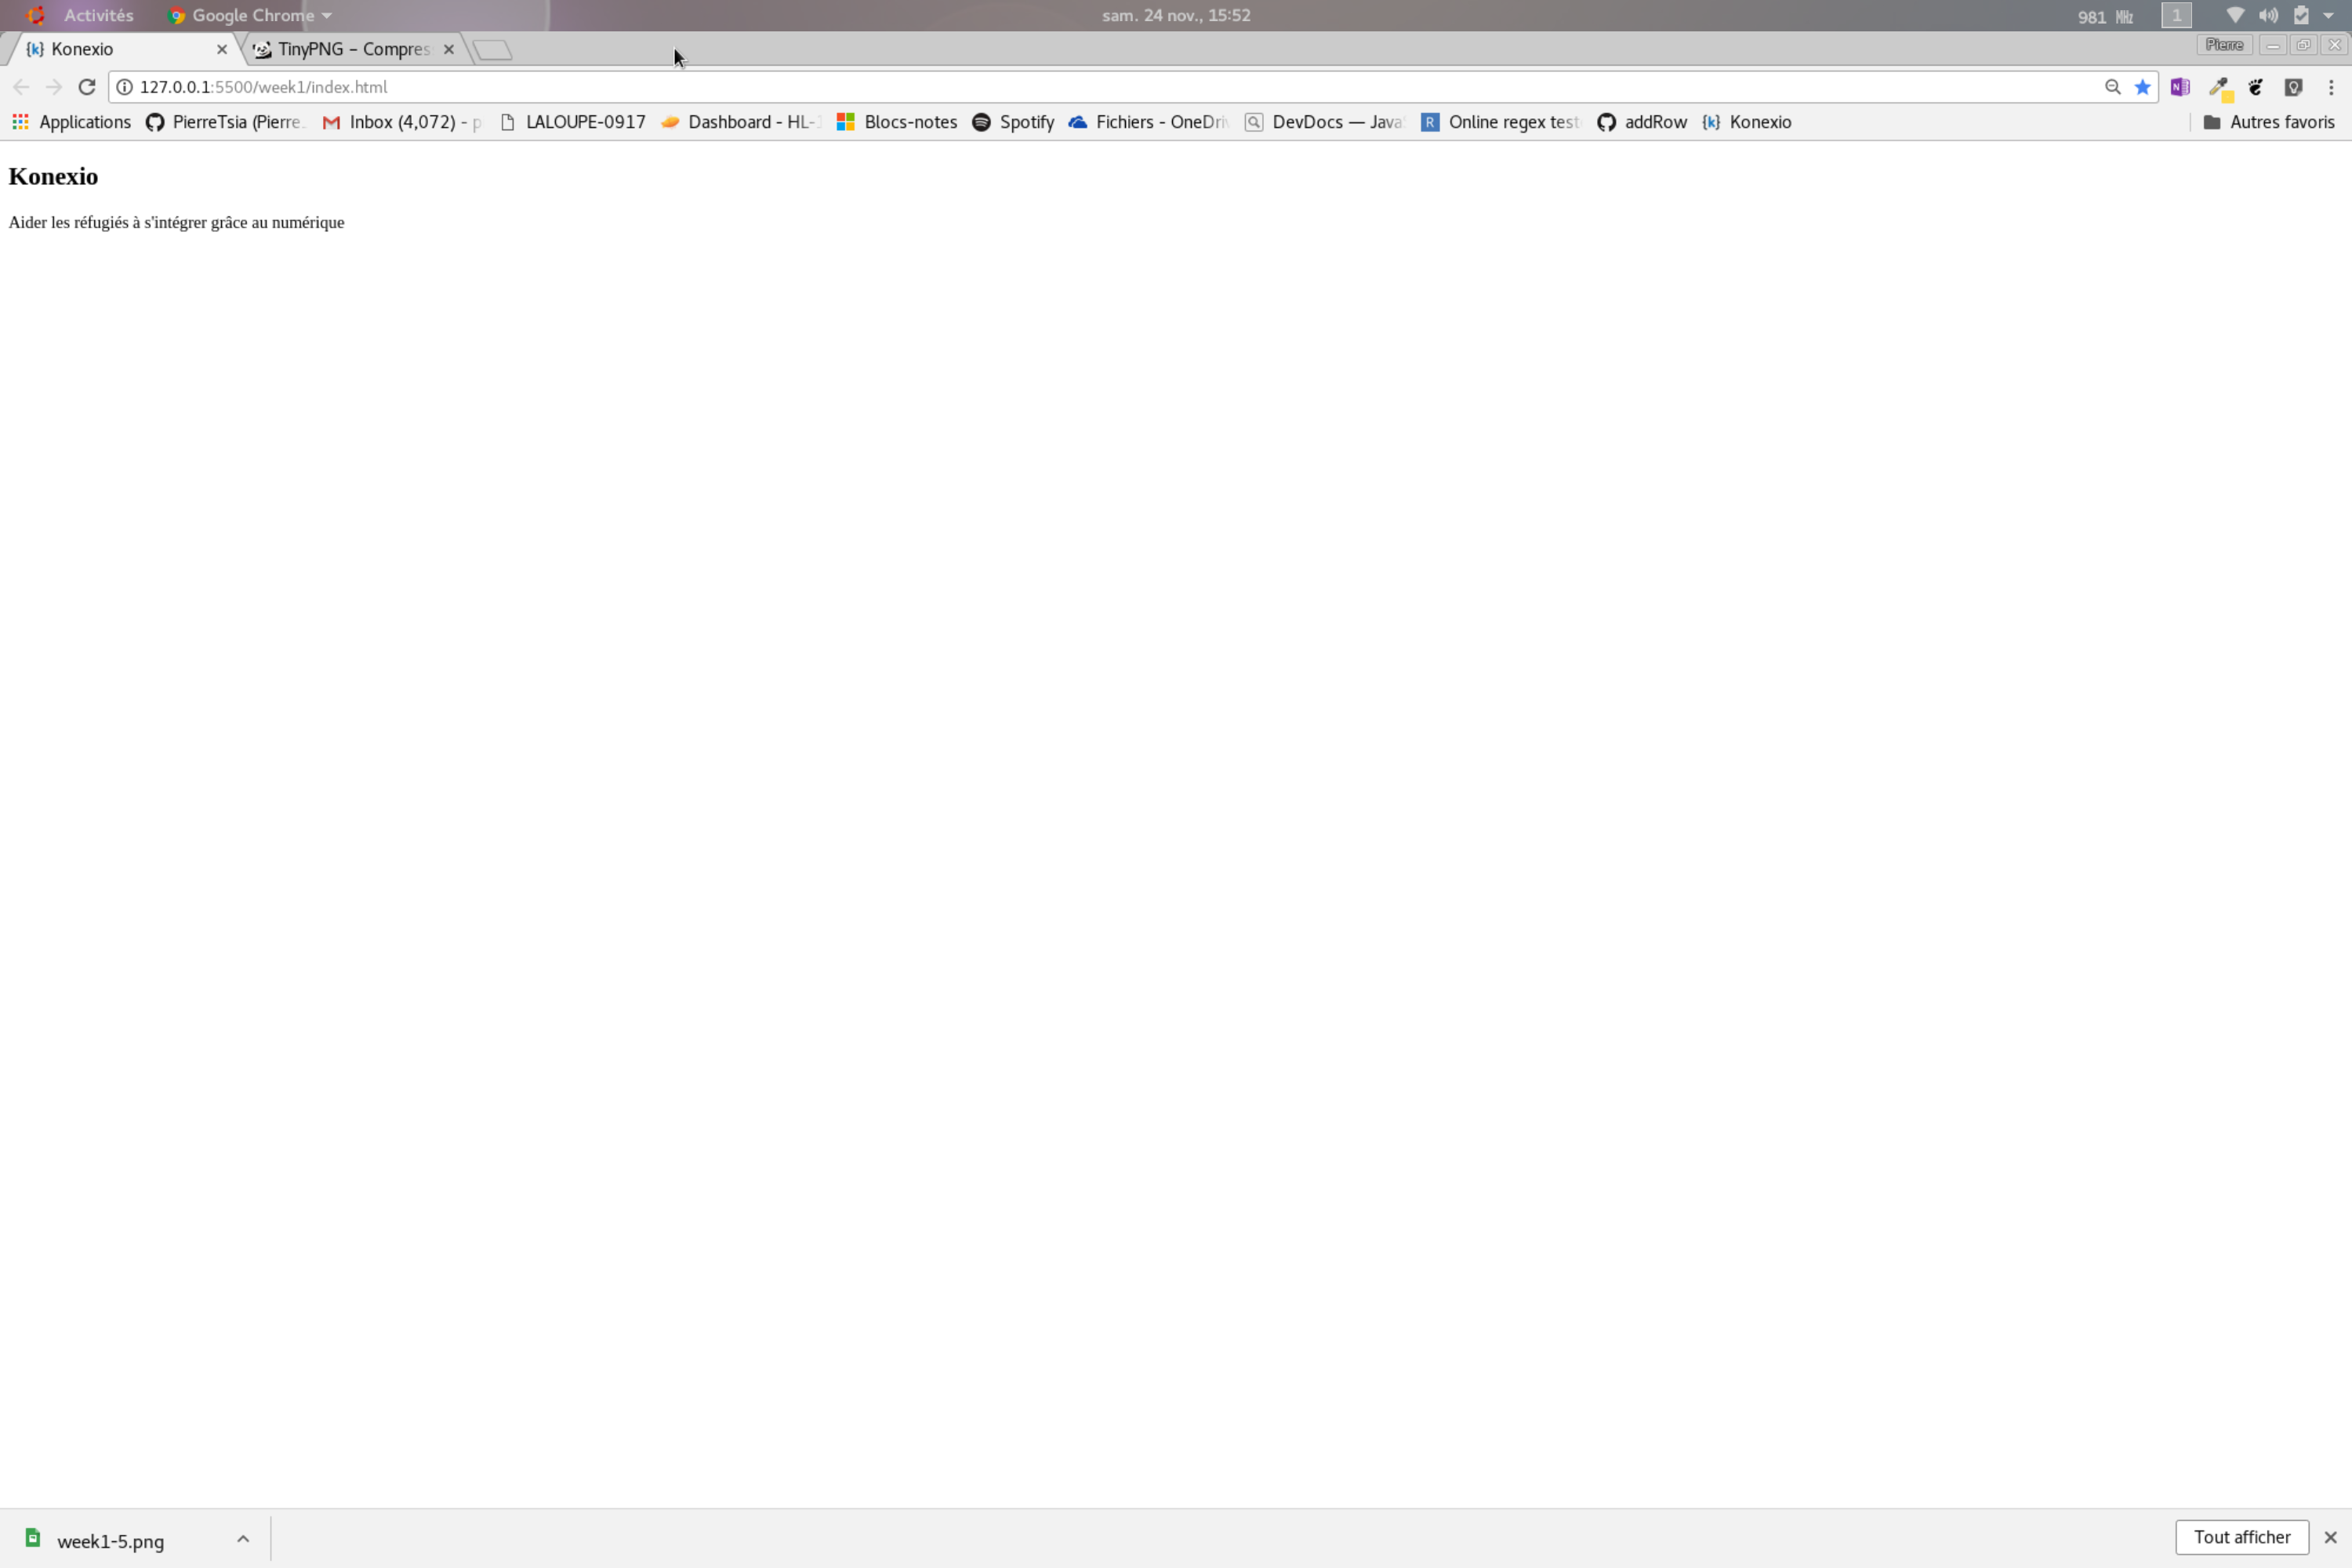 Activités Google Chrome sam. 24 nov., 15:52 981 MHz 1
{k} Konexio TinyPNG – Compres Pierre
127.0.0.1:5500/week1/index.html
Applications PierreTsia (Pierre Inbox (4,072) - p LALOUPE-0917 Dashboard - HL-1 Blocs-notes Spotify Fichiers - OneDriv DevDocs — Java R Online regex test addRow {k} Konexio Autres favoris
Konexio
Aider les réfugiés à s'intégrer grâce au numérique
week1-5.png Tout afficher